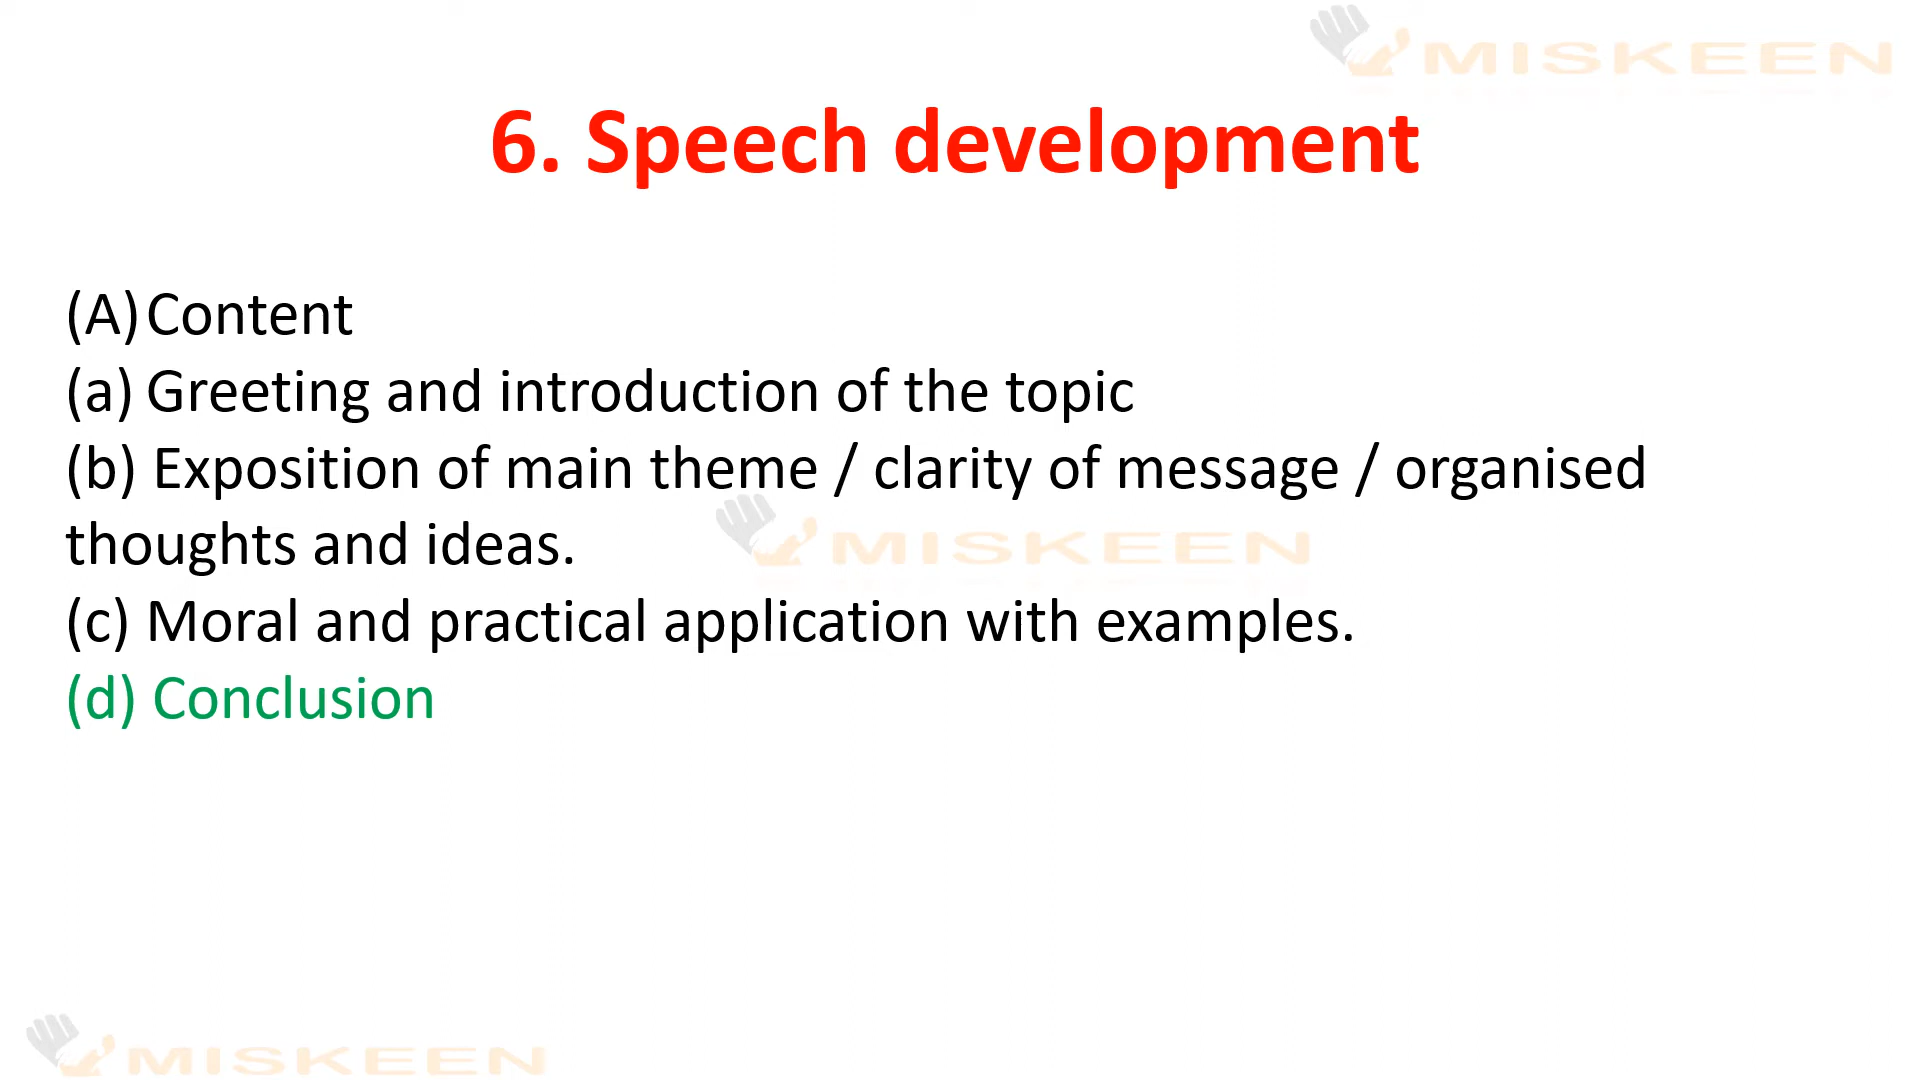 MISKEEN
6. Speech development
(A) Content
(a) Greeting and introduction of the topic
(b) Exposition of main theme / clarity of message / organised
thoughts and ideas.
MISKEEN
(c) Moral and practical application with examples.
(d) Conclusion
MISKEEN